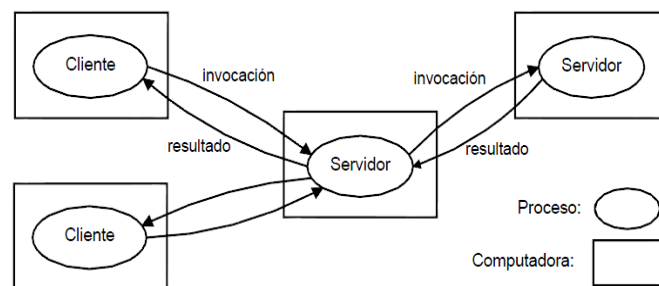 Cliente
invocación
resultado
Servidor
invocación
resultado
Servidor
Cliente
Proceso:
Computadora: